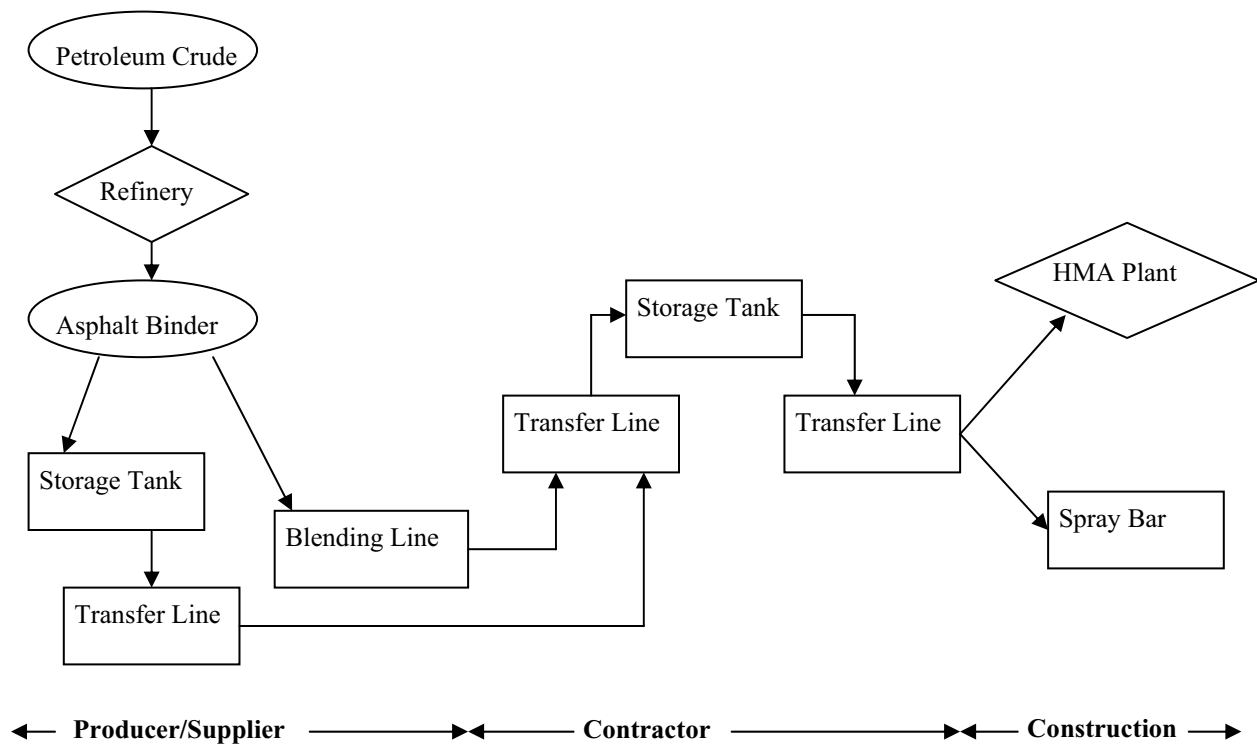 Petroleum Crude
Refinery
Asphalt Binder
Storage Tank
Transfer Line
Blending Line
Transfer Line
Storage Tank
Transfer Line
HMA Plant
Spray Bar
Producer/Supplier
Contractor
Construction